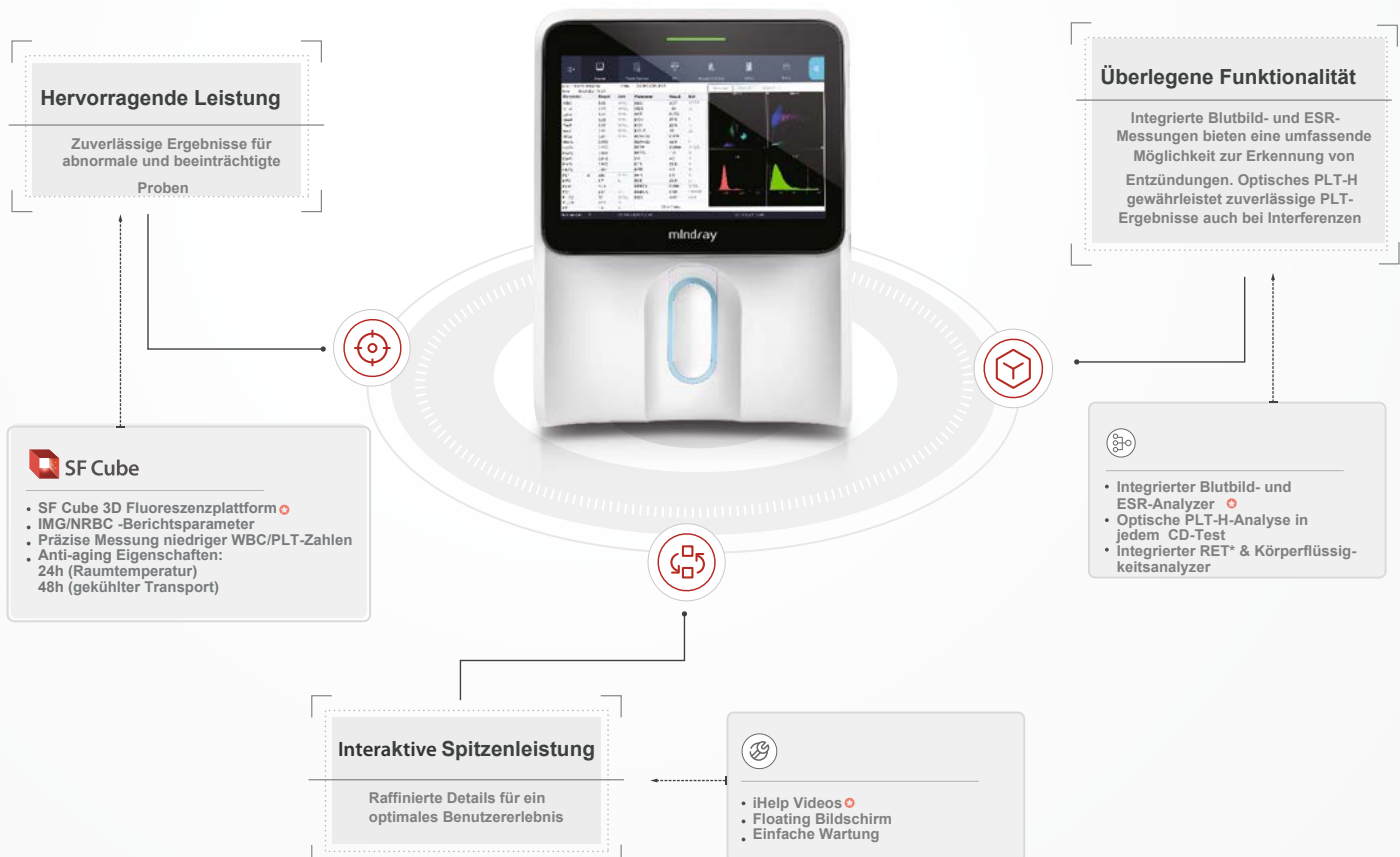 Hervorragende Leistung
Zuverlässige Ergebnisse für
abnormale und beeinträchtigte
Proben
mindray
Überlegene Funktionalität
Integrierte Blutbild- und ESR-
Messungen bieten eine umfassende
Möglichkeit zur Erkennung von
Entzündungen. Optisches PLT-H
gewährleistet zuverlässige PLT-
Ergebnisse auch bei Interferenzen
SF Cube
• SF Cube 3D Fluoreszenzplattform
• IMG/NRBC -Berichtsparameter
• Präzise Messung niedriger WBC/PLT-Zahlen
• Anti-aging Eigenschaften:
24h (Raumtemperatur)
48h (gekühlter Transport)
• Integrierter Blutbild- und
ESR-Analyzer
• Optische PLT-H-Analyse in
jedem CD-Test
• Integrierter RET* & Körperflüssig-
keitsanalyzer
Interaktive Spitzenleistung
Raffinierte Details für ein
optimales Benutzererlebnis
• iHelp Videos
• Floating Bildschirm
• Einfache Wartung